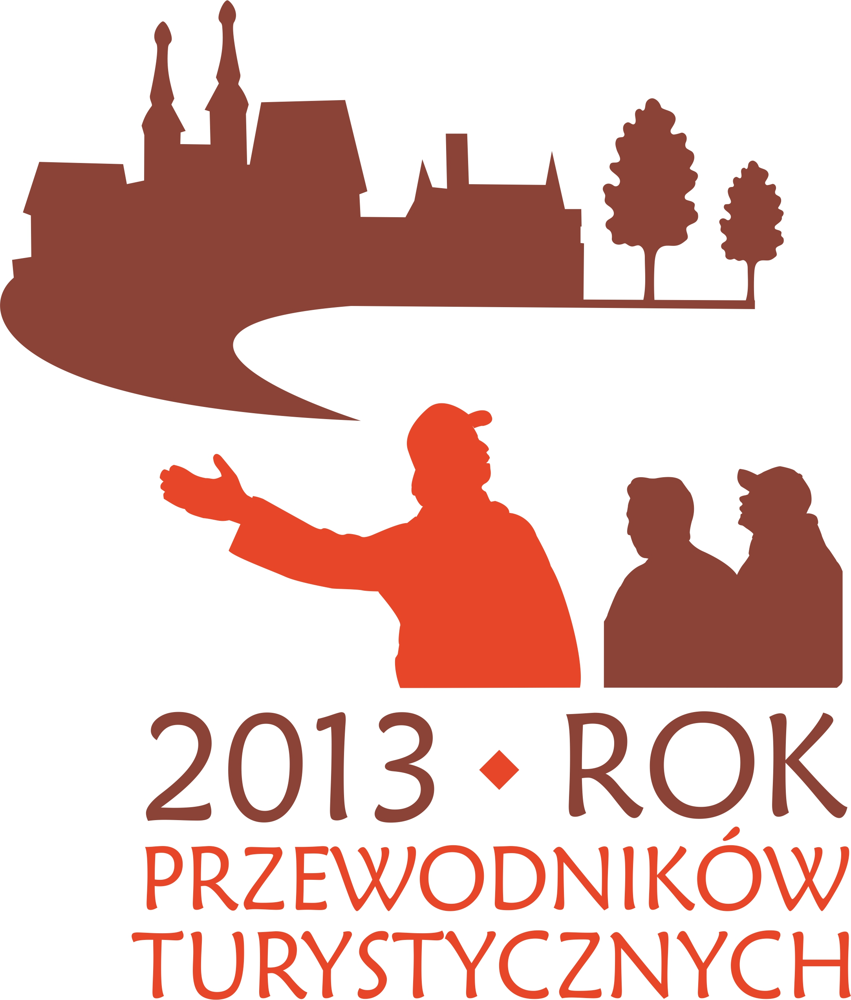 2013 ◆ ROK
PRZEWODNIKÓW
TURYSTYCZNYCH